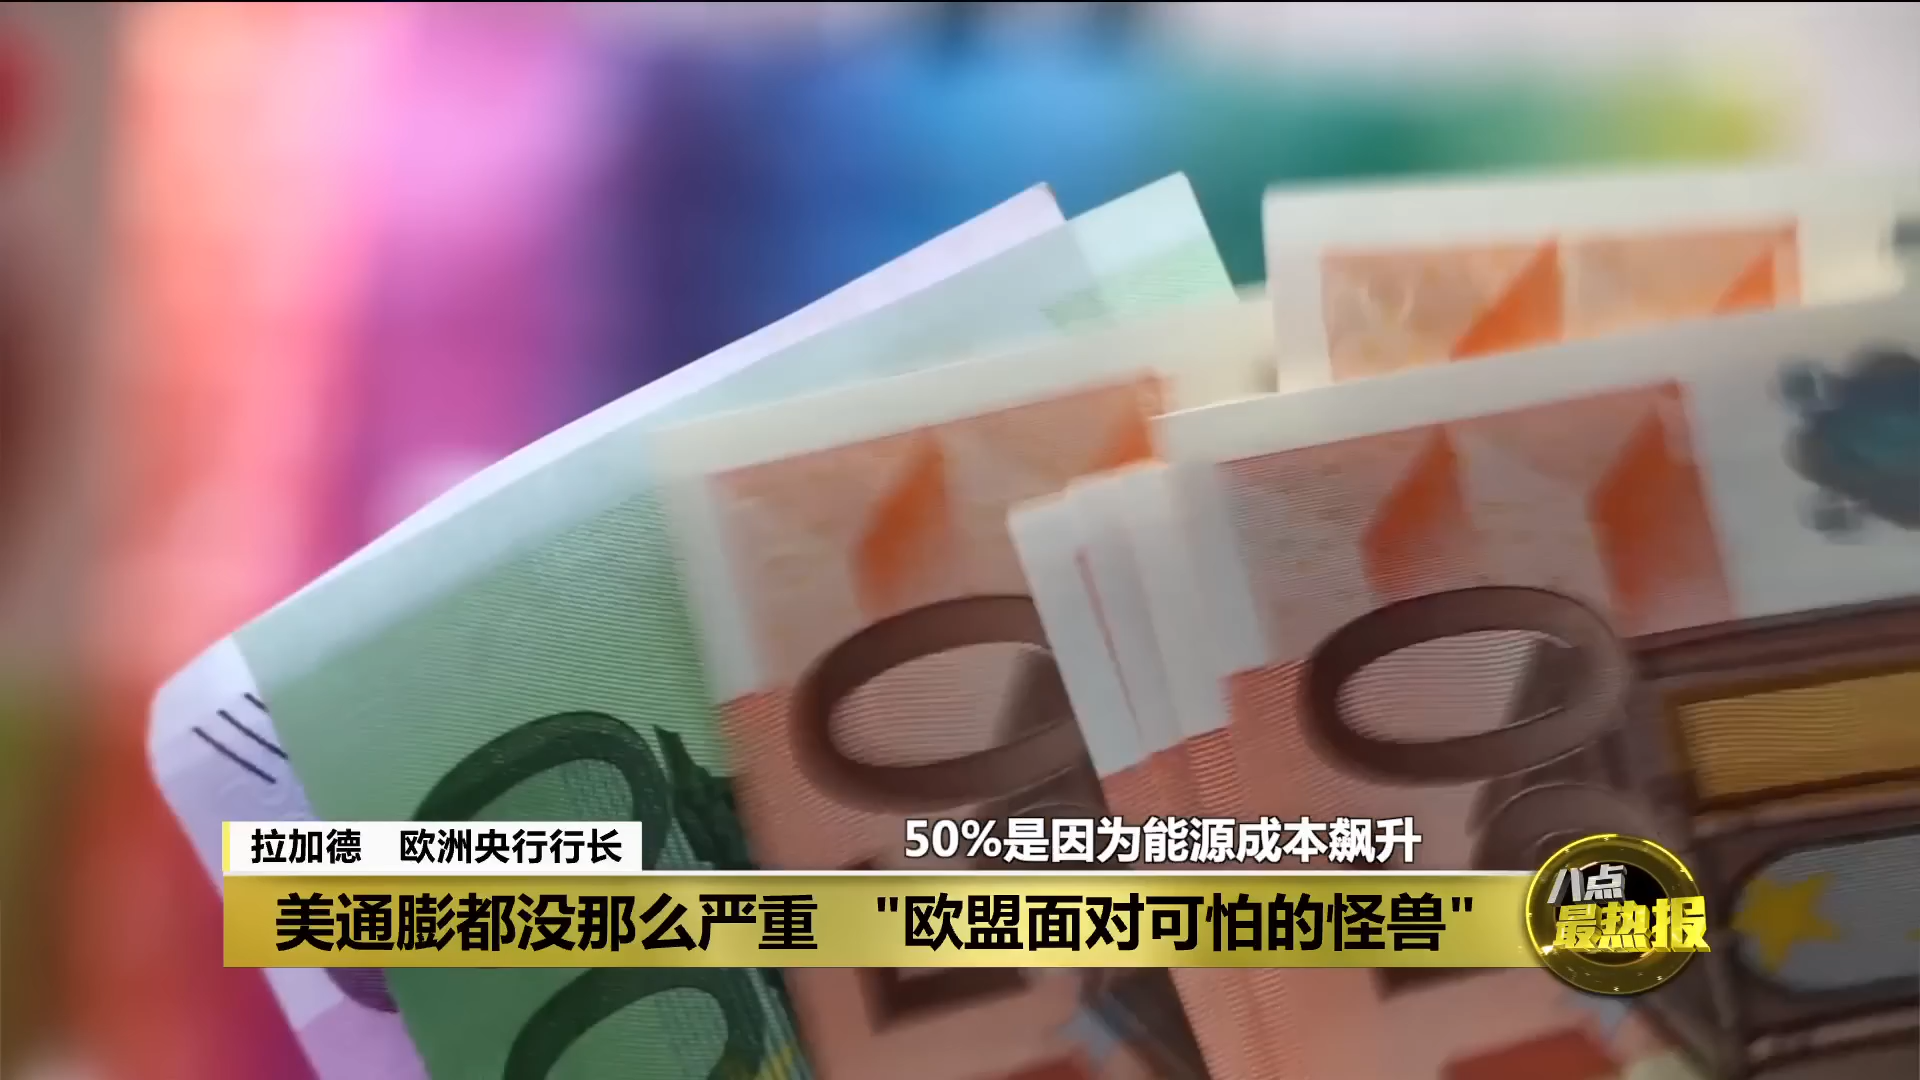 50%是因为能源成本飙升
拉加德 欧洲央行行长
美通膨都没那么严重 "欧盟面对可怕的怪兽"
八点
最热报